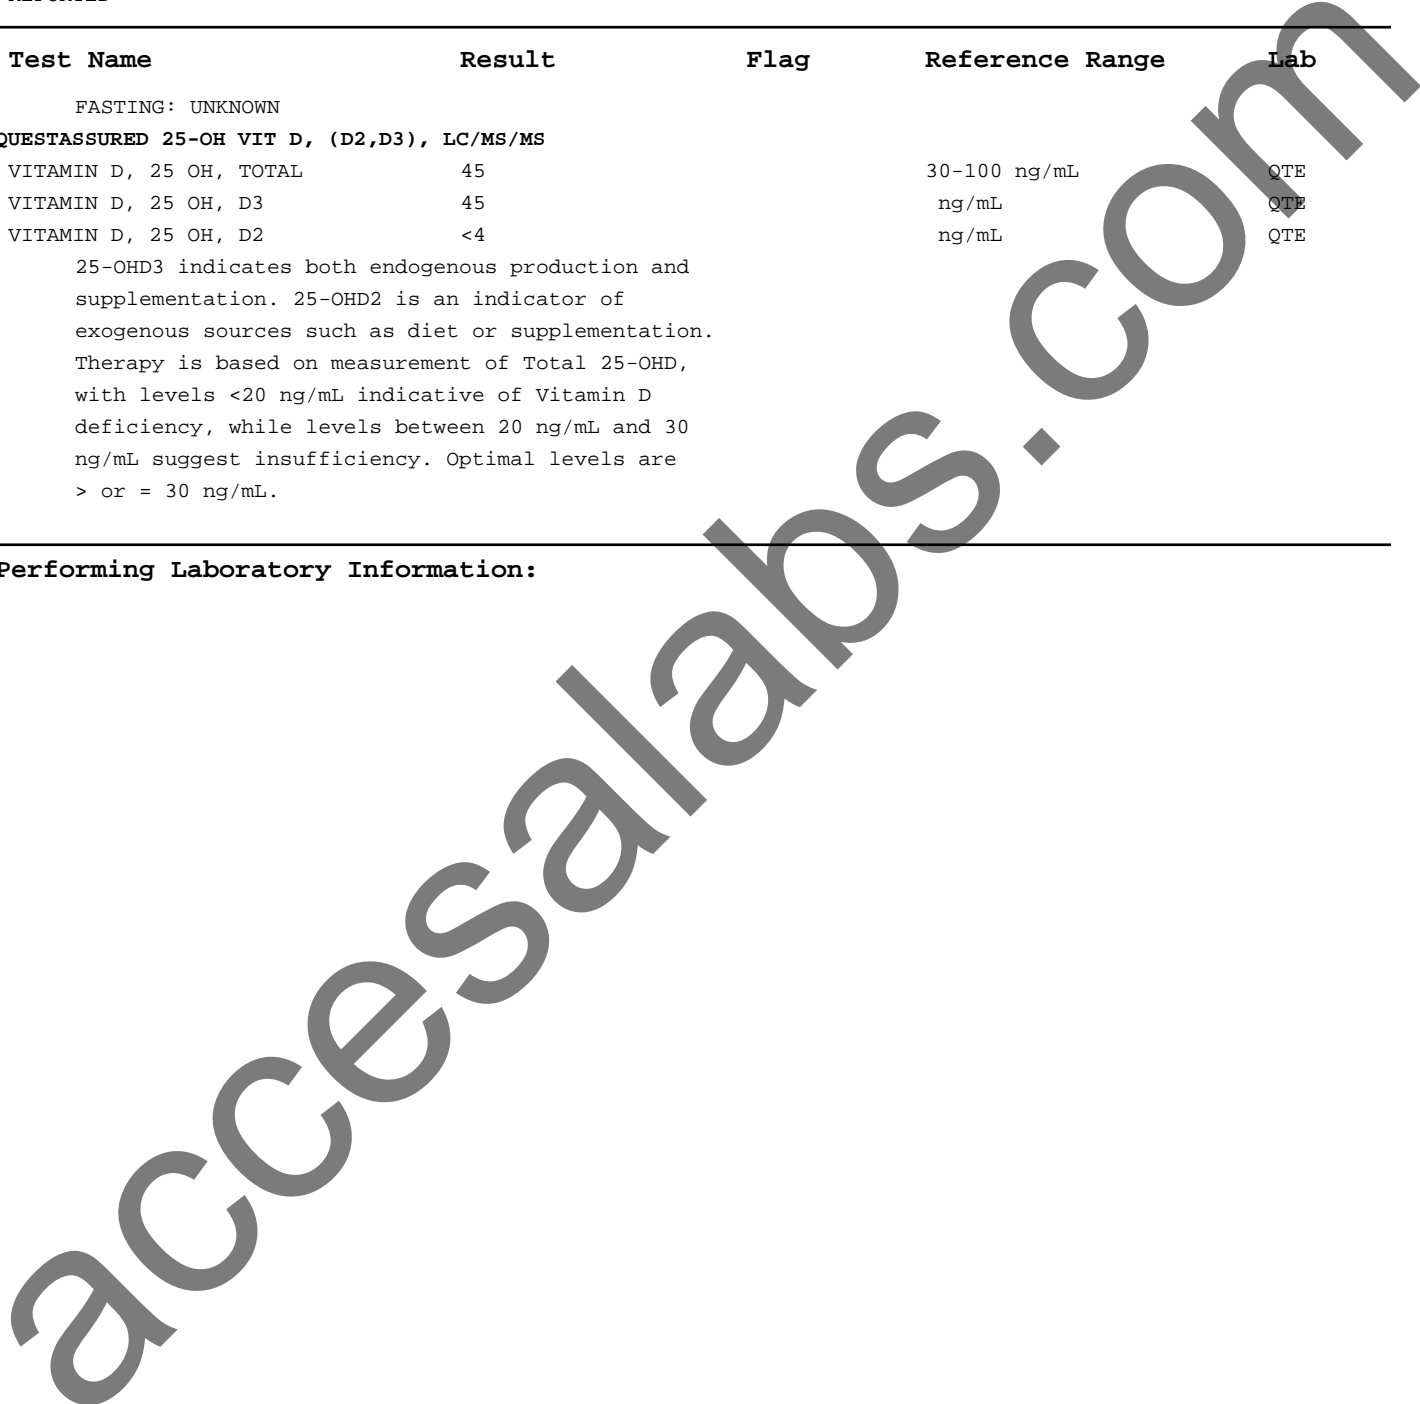 Test Name Result Flag Reference Range Lab
FASTING: UNKNOWN
QUESTASSURED 25-OH VIT D, (D2,D3), LC/MS/MS
VITAMIN D, 25 OH, TOTAL 45 30-100 ng/mL QTE
VITAMIN D, 25 OH, D3 45 ng/mL QTE
VITAMIN D, 25 OH, D2 <4 ng/mL QTE
25-OHD3 indicates both endogenous production and
supplementation. 25-OHD2 is an indicator of
exogenous sources such as diet or supplementation.
Therapy is based on measurement of Total 25-OHD,
with levels <20 ng/mL indicative of Vitamin D
deficiency, while levels between 20 ng/mL and 30
ng/mL suggest insufficiency. Optimal levels are
> or = 30 ng/mL.
Performing Laboratory Information:
accesalabs.com